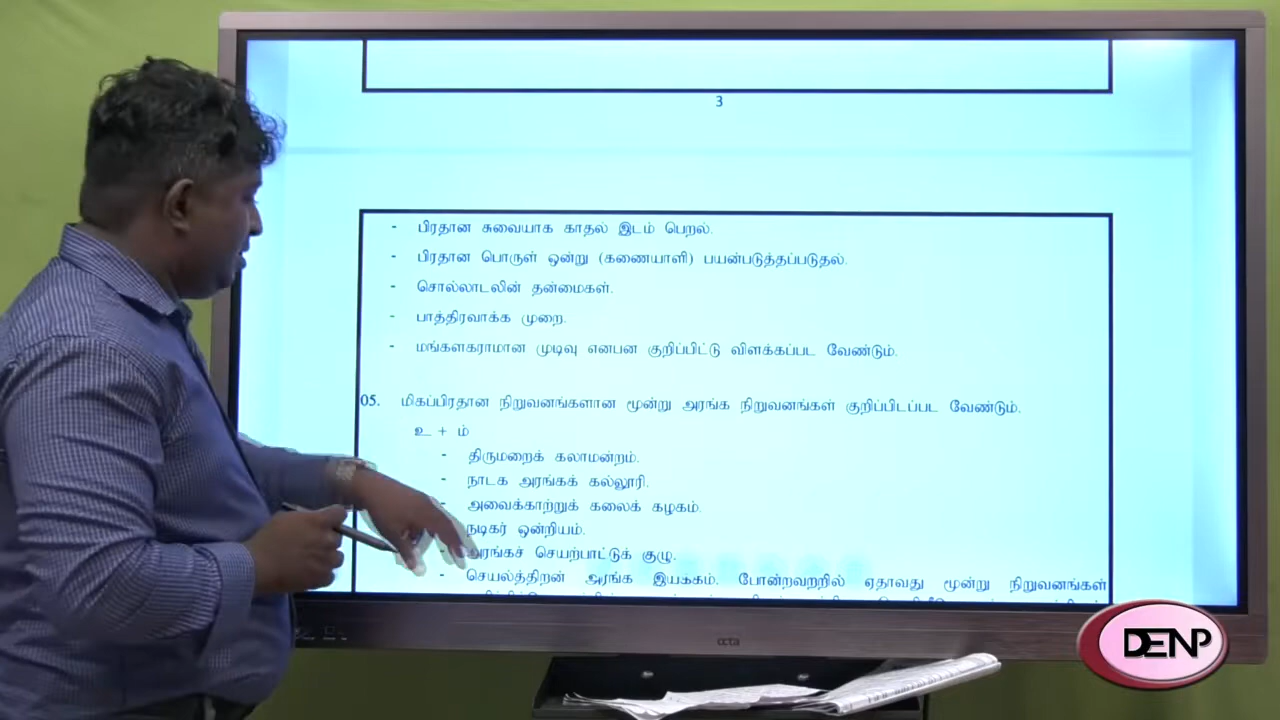 3
- பிரதான சுவையாக காதல் இடம் பெறல்.
- பிரதான பொருள் ஒன்று (கணையாளி) பயன்படுத்தப்படுதல்.
- சொல்லாடலின் தன்மைகள்.
- பாத்திரவாக்க முறை.
- மங்களகரமான முடிவு எனபன குறிப்பிட்டு விளக்கப்பட வேண்டும்.
05. மிகப்பிரதான நிறுவனங்களான மூன்று அரங்க நிறுவனங்கள் குறிப்பிடப்பட வேண்டும்.
உ + ம்
- திருமறைக் கலாமன்றம்.
- நாடக அரங்கக் கல்லூரி.
- அவைக்காற்றுக் கலைக் கழகம்.
நடிகர் ஒன்றியம்.
- அரங்கச் செயற்பாட்டுக் குழு.
- செயல்த்திறன் அரங்க இயக்கம். போன்றவறறில் ஏதாவது மூன்று நிறுவனங்கள்
octa
DENP